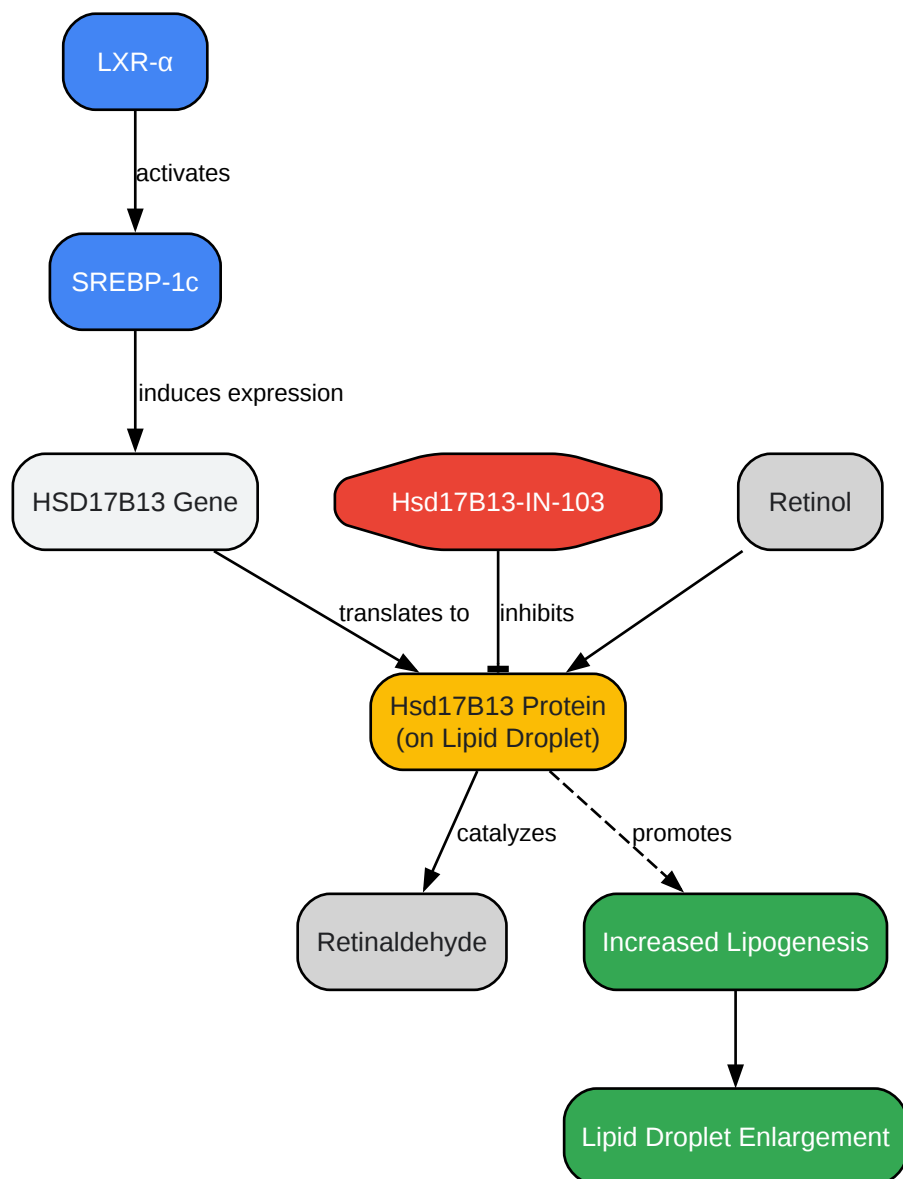 LXR-α
activates
SREBP-1c
induces expression
HSD17B13 Gene
Hsd17B13-IN-103
Retinol
translates to
inhibits
Hsd17B13 Protein
(on Lipid Droplet)
catalyzes
promotes
Retinaldehyde
Increased Lipogenesis
Lipid Droplet Enlargement